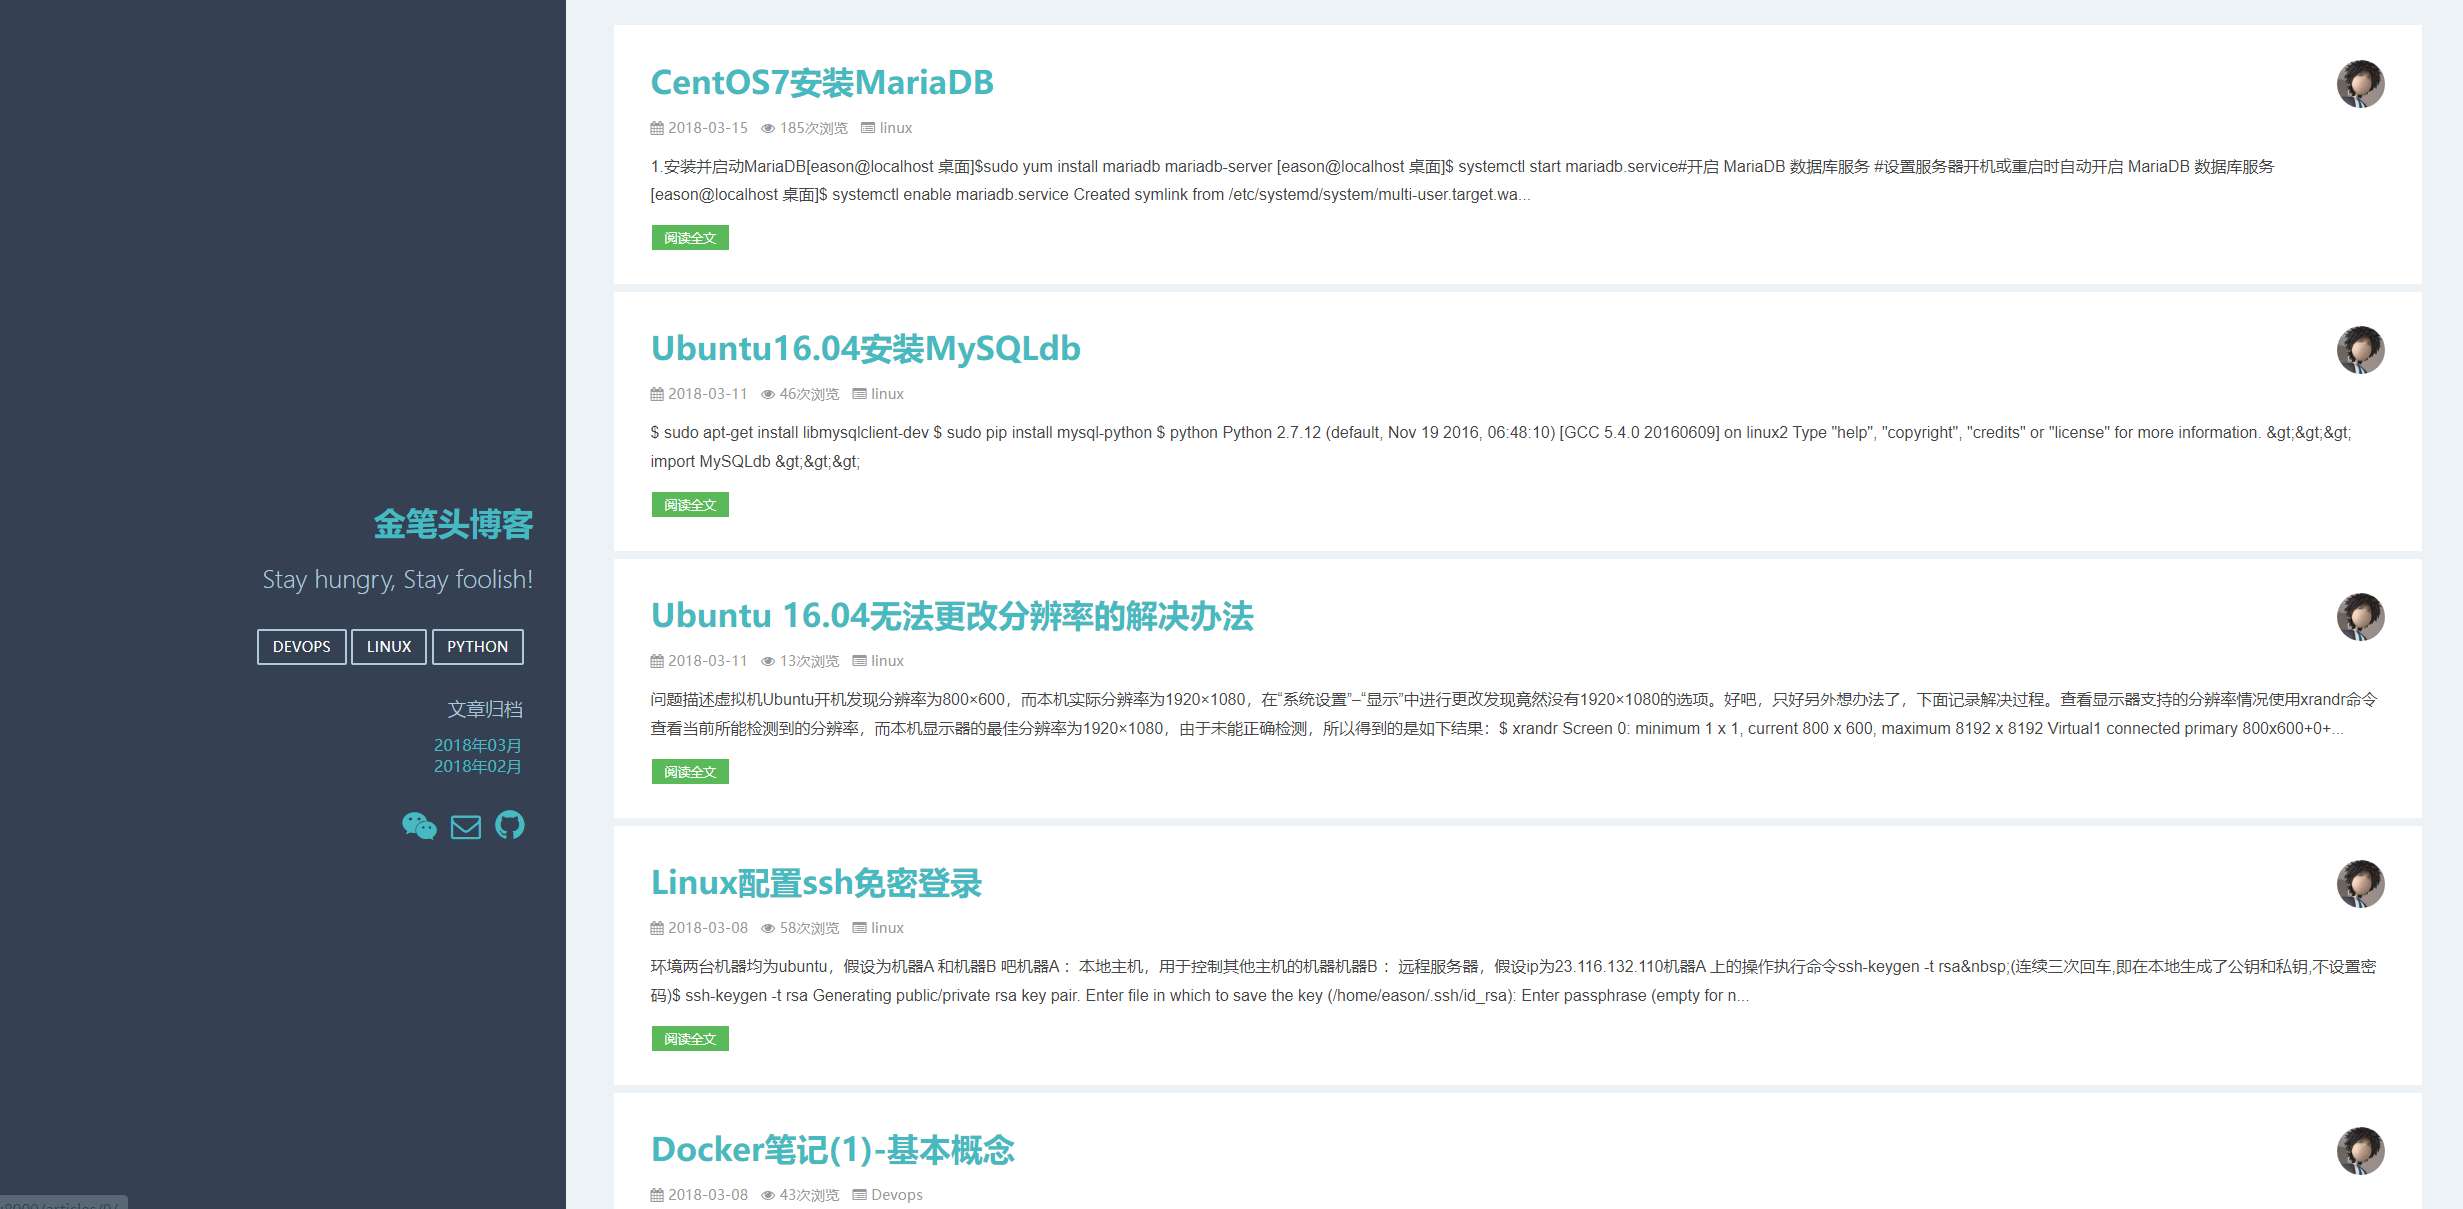 金笔头博客
Stay hungry, Stay foolish!
DEVOPS LINUX PYTHON
文章归档
2018年03月
2018年02月
CentOS7安装MariaDB
2018-03-15 185次浏览 linux
1.安装并启动MariaDB[eason@localhost 桌面]$sudo yum install mariadb mariadb-server [eason@localhost 桌面]$ systemctl start mariadb.service#开启 MariaDB 数据库服务 #设置服务器开机或重启时自动开启 MariaDB 数据库服务
[eason@localhost 桌面]$ systemctl enable mariadb.service Created symlink from /etc/systemd/system/multi-user.target.wa...
阅读全文
Ubuntu16.04安装MySQLdb
2018-03-11 46次浏览 linux
$ sudo apt-get install libmysqlclient-dev $ sudo pip install mysql-python $ python Python 2.7.12 (default, Nov 19 2016, 06:48:10) [GCC 5.4.0 20160609] on linux2 Type "help", "copyright", "credits" or "license" for more information. &gt;&gt;&gt;
import MySQLdb &gt;&gt;&gt;
阅读全文
Ubuntu 16.04无法更改分辨率的解决办法
2018-03-11 13次浏览 linux
问题描述虚拟机Ubuntu开机发现分辨率为800×600，而本机实际分辨率为1920×1080，在“系统设置”–“显示”中进行更改发现竟然没有1920×1080的选项。好吧，只好另外想办法了，下面记录解决过程。查看显示器支持的分辨率情况使用xrandr命令
查看当前所能检测到的分辨率，而本机显示器的最佳分辨率为1920×1080，由于未能正确检测，所以得到的是如下结果：$ xrandr Screen 0: minimum 1 x 1, current 800 x 600, maximum 8192 x 8192 Virtual1 connected primary 800x600+0+...
阅读全文
Linux配置ssh免密登录
2018-03-08 58次浏览 linux
环境两台机器均为ubuntu，假设为机器A 和机器B 吧机器A： 本地主机，用于控制其他主机的机器机器B： 远程服务器，假设ip为23.116.132.110机器A 上的操作执行命令ssh-keygen -t rsa&nbsp;(连续三次回车,即在本地生成了公钥和私钥,不设置密
码)$ ssh-keygen -t rsa Generating public/private rsa key pair. Enter file in which to save the key (/home/eason/.ssh/id_rsa): Enter passphrase (empty for n...
阅读全文
Docker笔记(1)-基本概念
2018-03-08 43次浏览 Devops